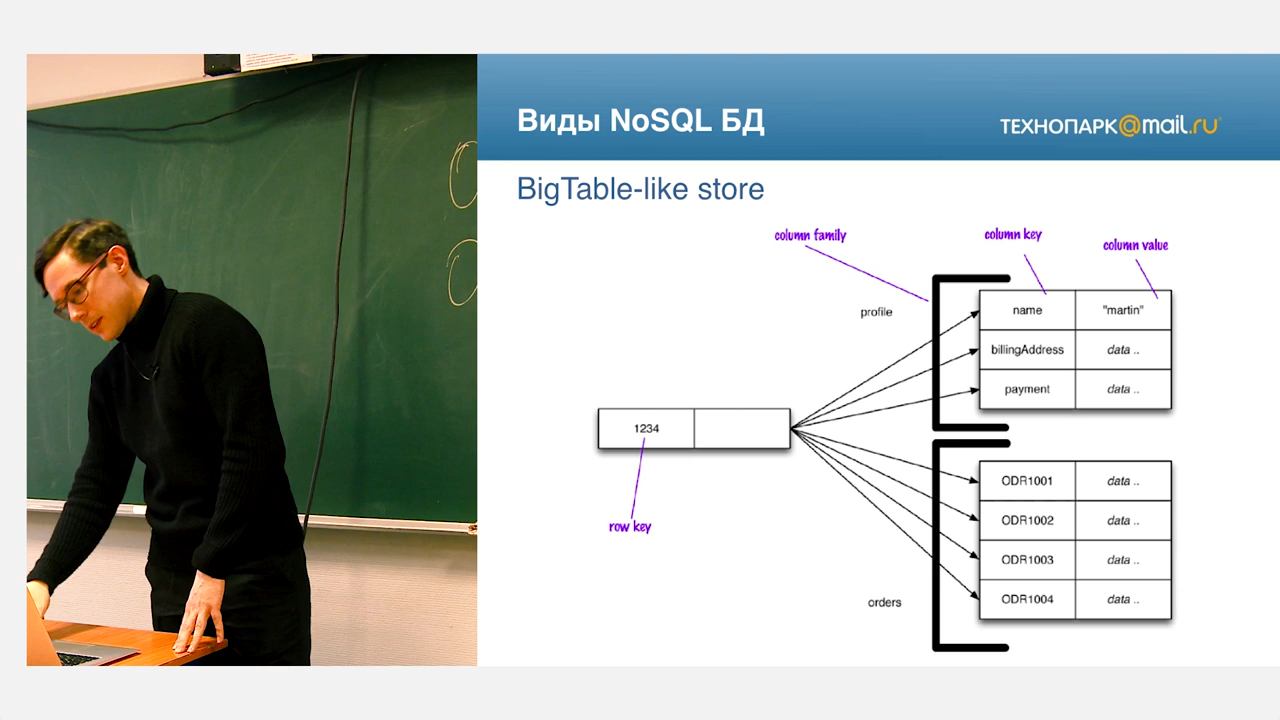 Виды NoSQL БД
ТЕХНОПАРК@mail.ru
BigTable-like store
column family
column key
column value
profile
name
"martin"
billingAddress
data ..
payment
data ..
1234
row key
ODR1001
data ..
ODR1002
data ..
ODR1003
data ..
ODR1004
data ..
orders